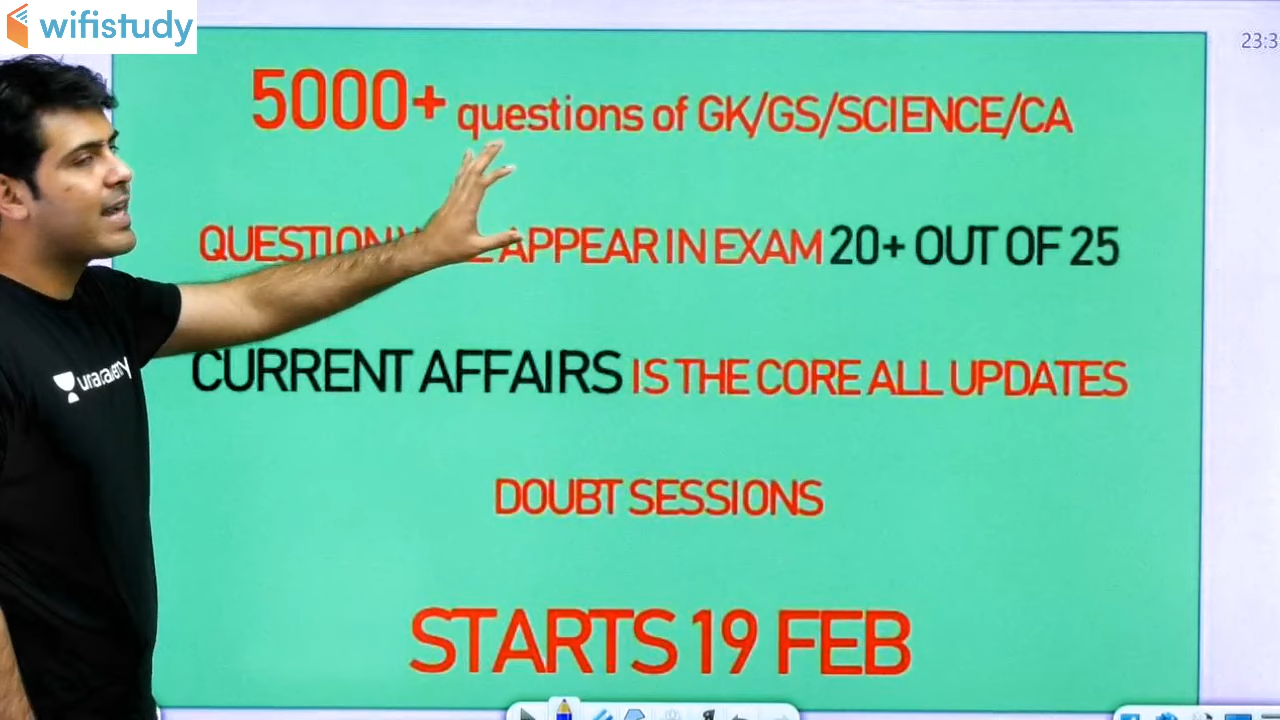 wifistudy
23:3
5000+ questions of GK/GS/SCIENCE/CA
QUESTION APPEAR IN EXAM 20+ OUT OF 25
CURRENT AFFAIRS IS THE CORE ALL UPDATES
unacademy
DOUBT SESSIONS
STARTS 19 FEB